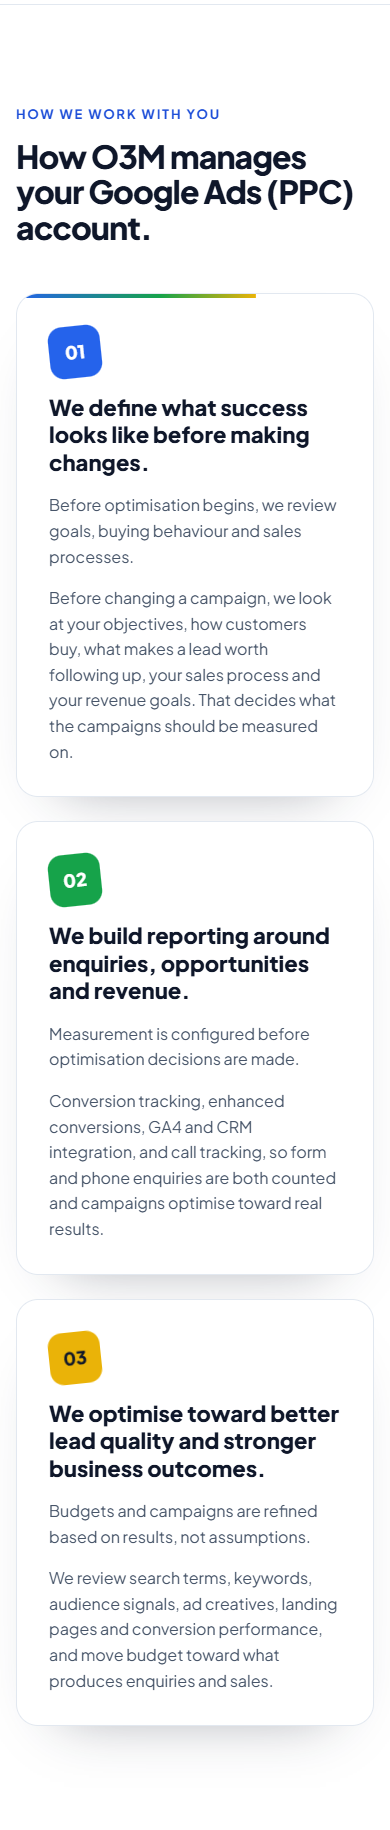 HOW WE WORK WITH YOU
How O3M manages
your Google Ads (PPC)
account.
01
We define what success
looks like before making
changes.
Before optimisation begins, we review
goals, buying behaviour and sales
processes.
Before changing a campaign, we look
at your objectives, how customers
buy, what makes a lead worth
following up, your sales process and
your revenue goals. That decides what
the campaigns should be measured
on.
02
We build reporting around
enquiries, opportunities
and revenue.
Measurement is configured before
optimisation decisions are made.
Conversion tracking, enhanced
conversions, GA4 and CRM
integration, and call tracking, so form
and phone enquiries are both counted
and campaigns optimise toward real
results.
03
We optimise toward better
lead quality and stronger
business outcomes.
Budgets and campaigns are refined
based on results, not assumptions.
We review search terms, keywords,
audience signals, ad creatives, landing
pages and conversion performance,
and move budget toward what
produces enquiries and sales.